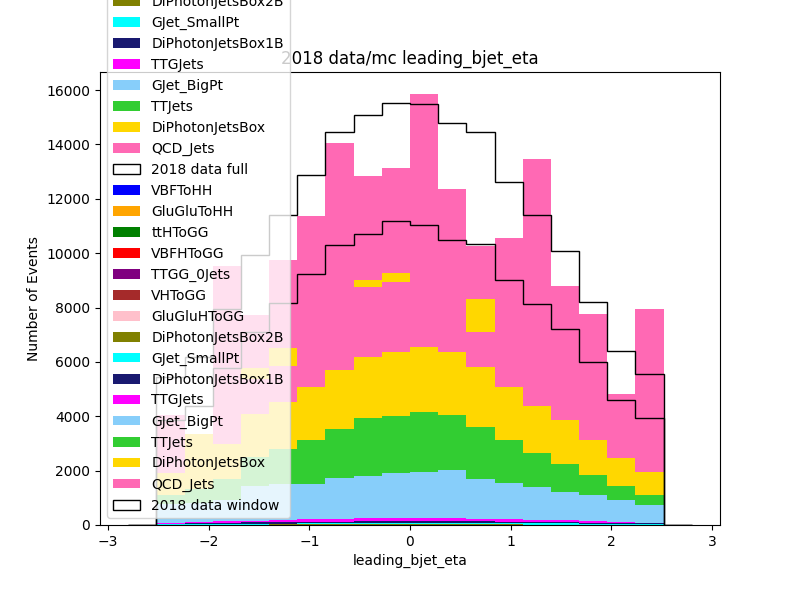 DiPhotonJetsBox2B
GJet_SmallPt
DiPhotonJetsBox1B
2018 data/mc leading_bjet_eta
TTGJets
GJet_BigPt
TTJets
DiPhotonJetsBox
QCD_Jets
2018 data full
VBFToHH
GluGluToHH
ttHToGG
VBFHToGG
TTGG_0Jets
VHToGG
GluGluHToGG
DiPhotonJetsBox2B
GJet_SmallPt
DiPhotonJetsBox1B
TTGJets
GJet_BigPt
TTJets
DiPhotonJetsBox
QCD_Jets
2018 data window
Number of Events
16000
14000
12000
10000
8000
6000
4000
2000
0
−3 −2 −1 0 1 2 3
leading_bjet_eta